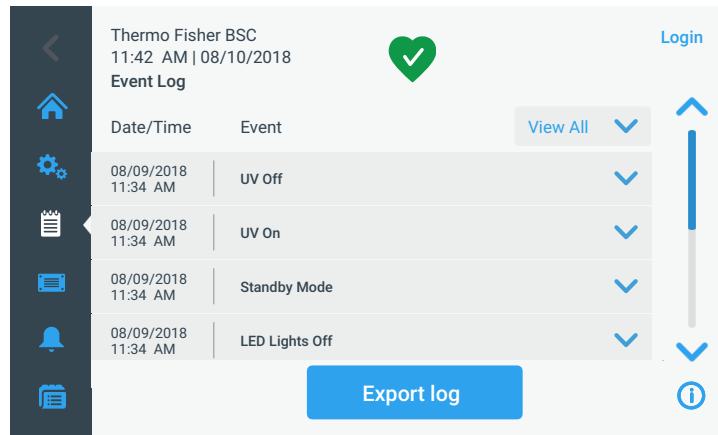 Thermo Fisher BSC
11:42 AM | 08/10/2018
Event Log
Login
Date/Time Event View All
08/09/2018
11:34 AM
UV Off
08/09/2018
11:34 AM
UV On
08/09/2018
11:34 AM
Standby Mode
08/09/2018
11:34 AM
LED Lights Off
Export log